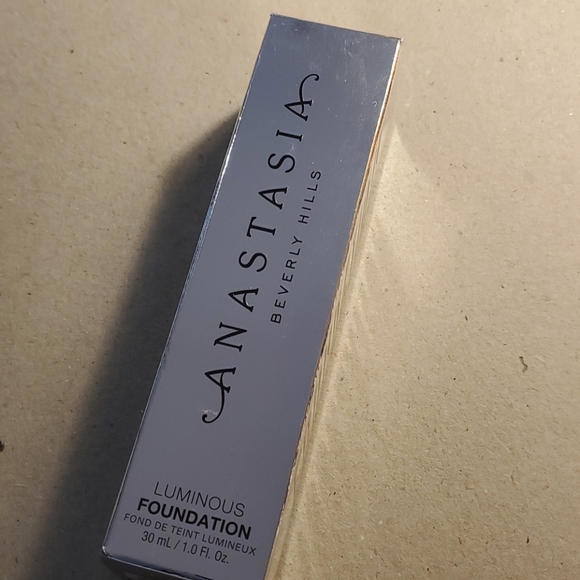 ANASTASIA
BEVERLY HILLS
LUMINOUS
FOUNDATION
FOND DE TEINT LUMINEUX
30 mL / 1.0 Fl. Oz.